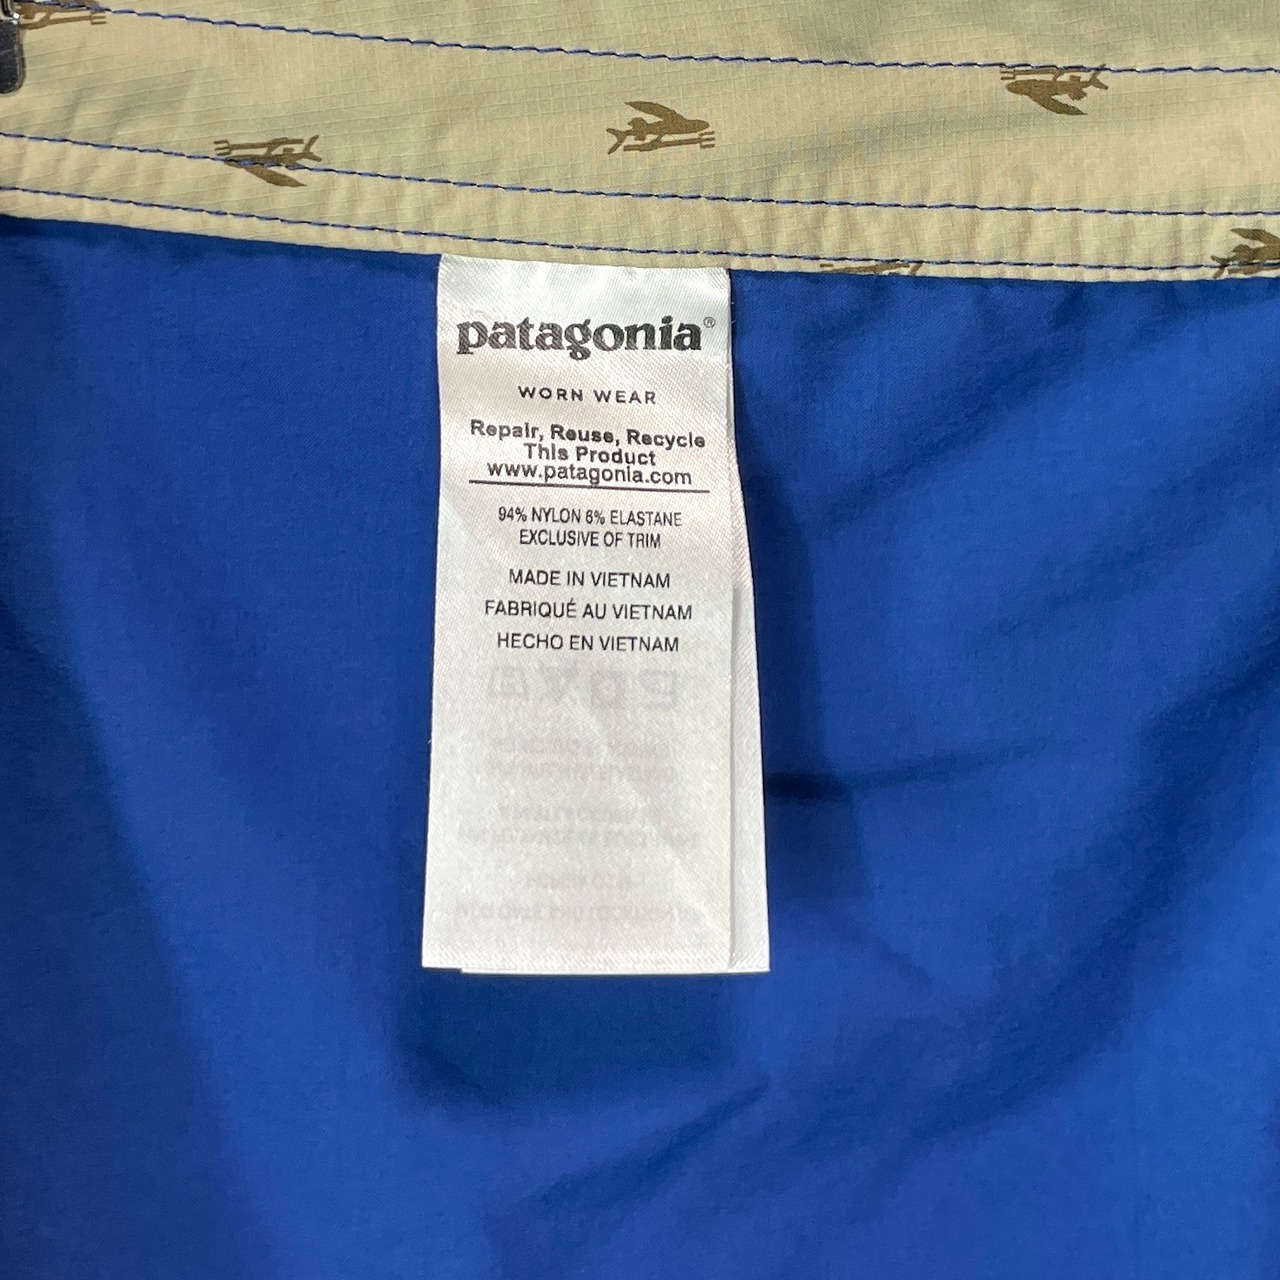 patagonia®
WORN WEAR
Repair, Reuse, Recycle
This Product
www.patagonia.com
94% NYLON 6% ELASTANE
EXCLUSIVE OF TRIM
MADE IN VIETNAM
FABRIQUÉ AU VIETNAM
HECHO EN VIETNAM